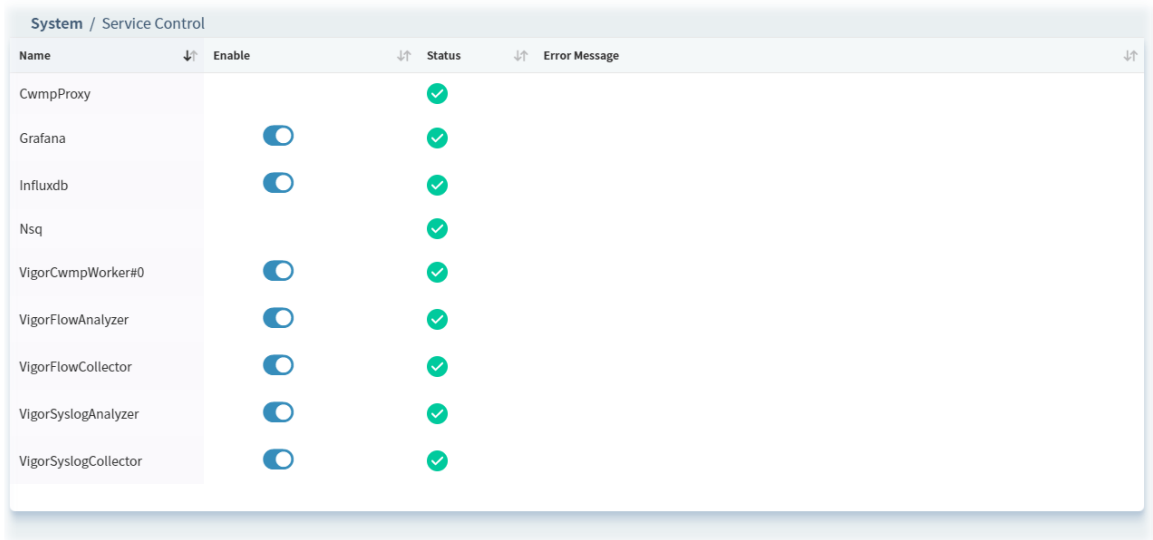 System / Service Control
Name Enable Status Error Message
CwmpProxy
Grafana
Influxdb
Nsq
VigorCwmpWorker#0
VigorFlowAnalyzer
VigorFlowCollector
VigorSyslogAnalyzer
VigorSyslogCollector